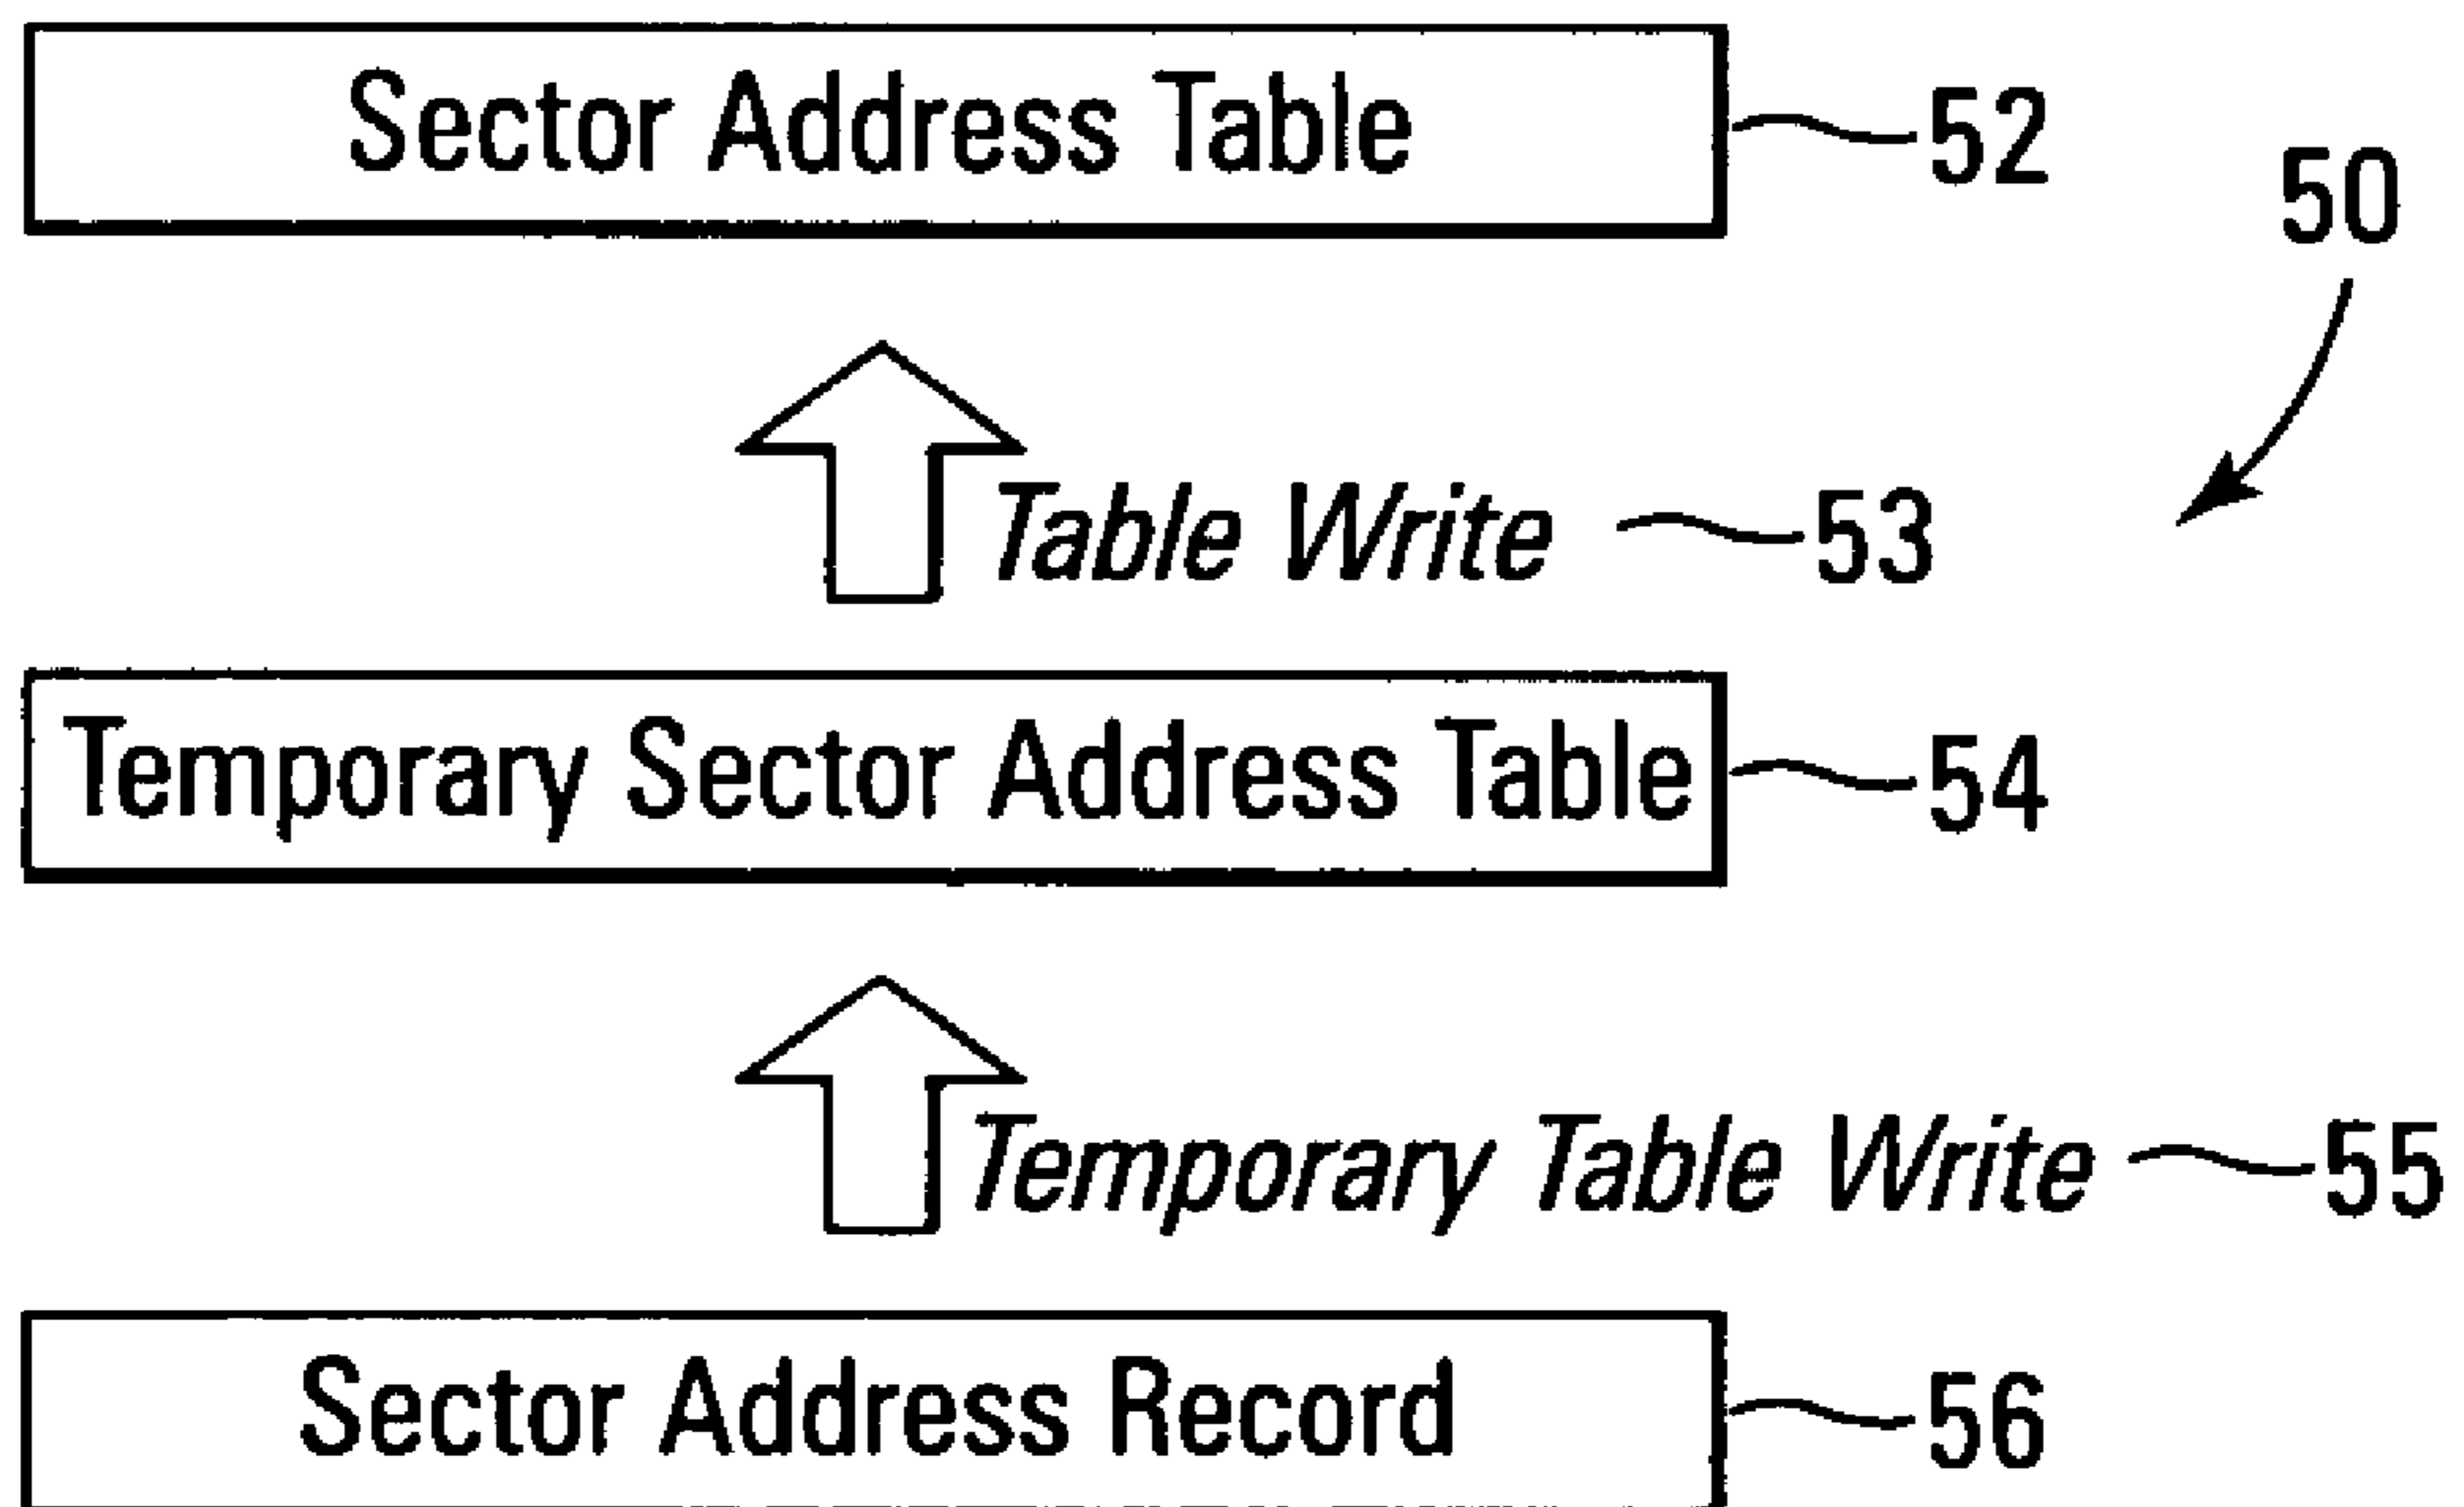 Sector Address Table 52
50
Table Write 53
Temporary Sector Address Table 54
Temporary Table Write 55
Sector Address Record 56